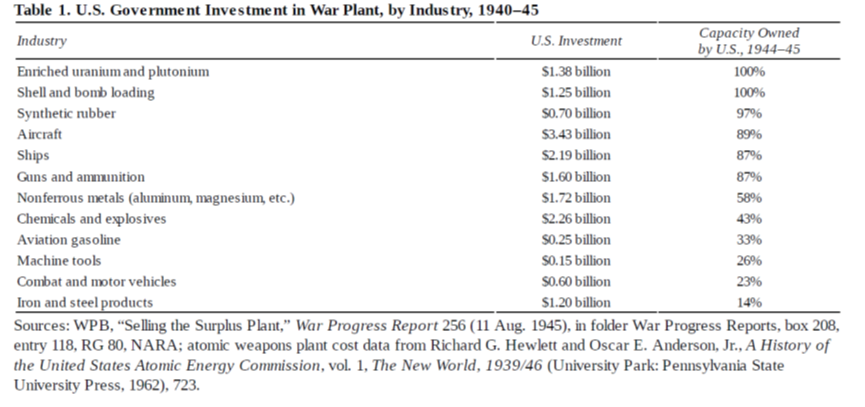 Table 1. U.S. Government Investment in War Plant, by Industry, 1940–45
Industry U.S. Investment Capacity Owned
by U.S., 1944–45
Enriched uranium and plutonium $1.38 billion 100%
Shell and bomb loading $1.25 billion 100%
Synthetic rubber $0.70 billion 97%
Aircraft $3.43 billion 89%
Ships $2.19 billion 87%
Guns and ammunition $1.60 billion 87%
Nonferrous metals (aluminum, magnesium, etc.) $1.72 billion 58%
Chemicals and explosives $2.26 billion 43%
Aviation gasoline $0.25 billion 33%
Machine tools $0.15 billion 26%
Combat and motor vehicles $0.60 billion 23%
Iron and steel products $1.20 billion 14%
Sources: WPB, “Selling the Surplus Plant,” War Progress Report 256 (11 Aug. 1945), in folder War Progress Reports, box 208,
entry 118, RG 80, NARA; atomic weapons plant cost data from Richard G. Hewlett and Oscar E. Anderson, Jr., A History of
the United States Atomic Energy Commission, vol. 1, The New World, 1939/46 (University Park: Pennsylvania State
University Press, 1962), 723.